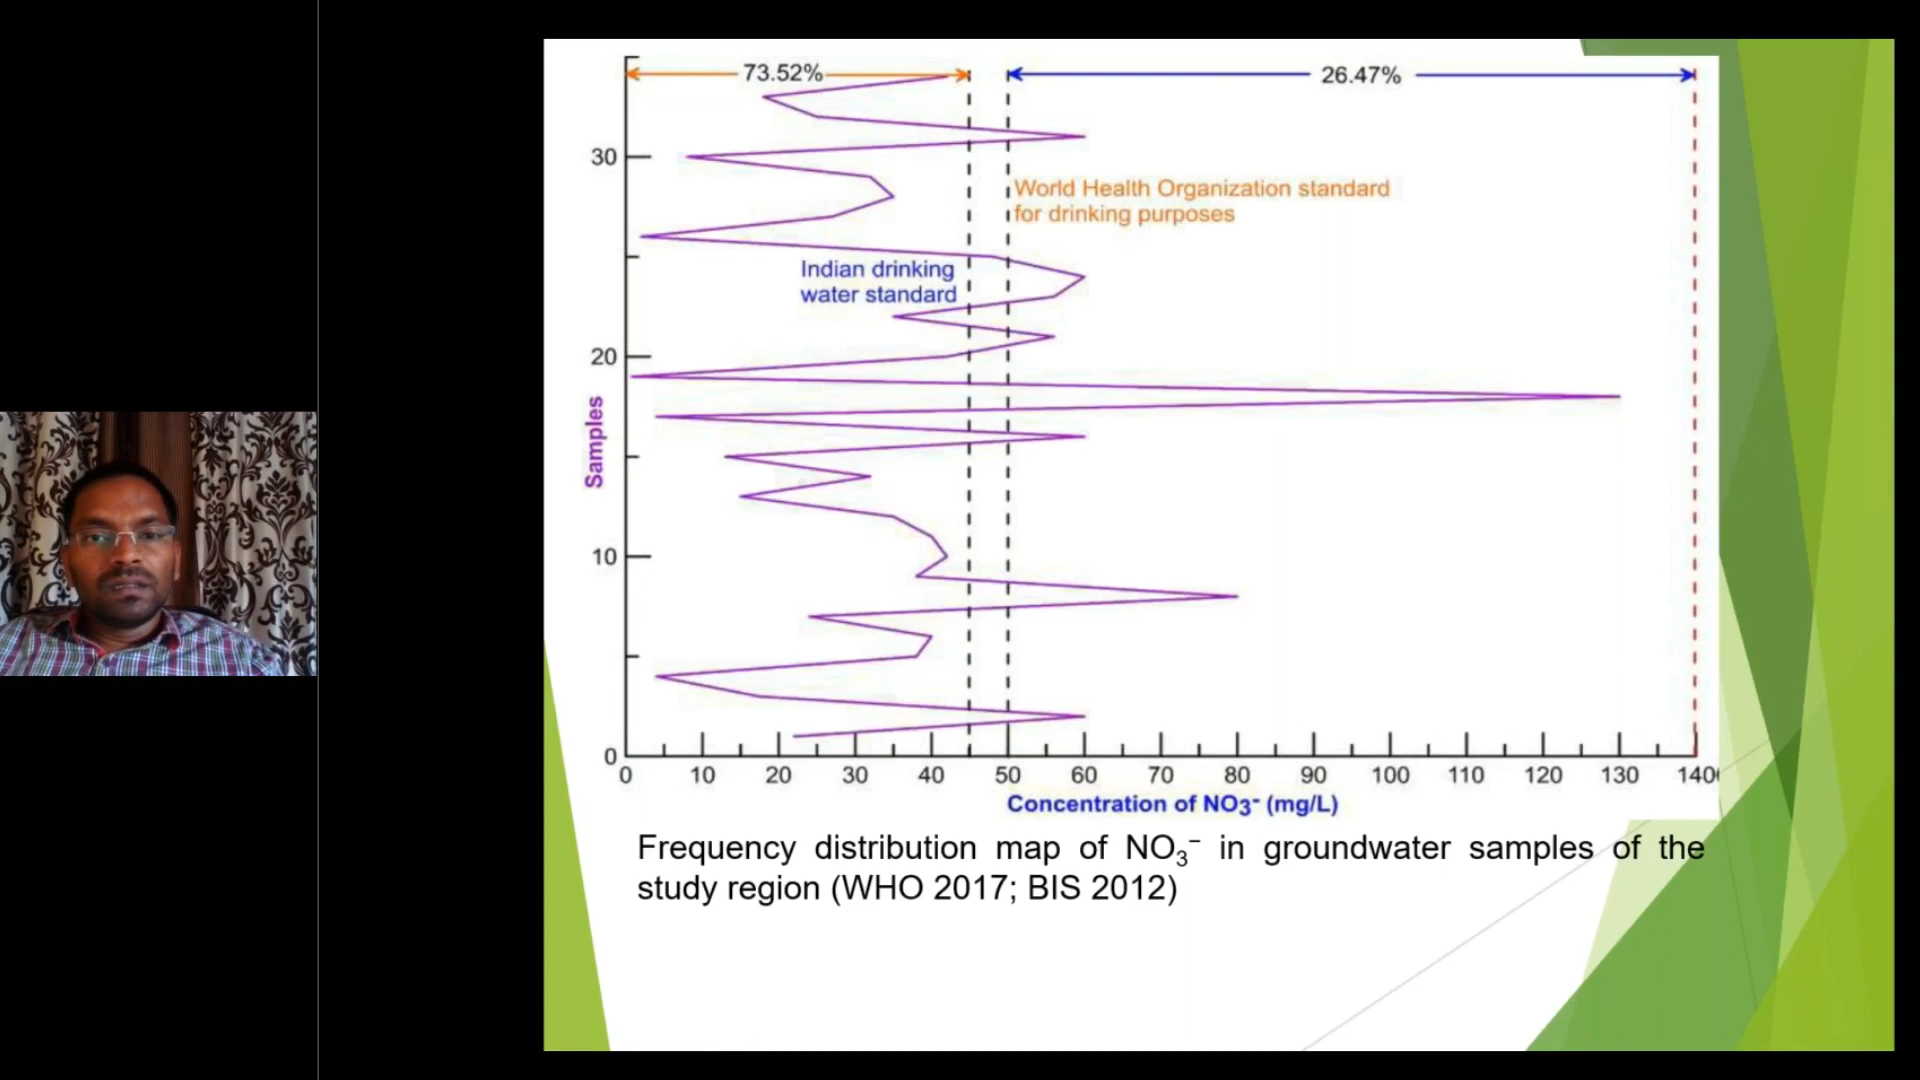 73.52%
26.47%
World Health Organization standard
for drinking purposes
Indian drinking
water standard
30
20
10
0
Samples
0 10 20 30 40 50 60 70 80 90 100 110 120 130 140
Concentration of NO3⁻ (mg/L)
Frequency distribution map of NO₃⁻ in groundwater samples of the
study region (WHO 2017; BIS 2012)